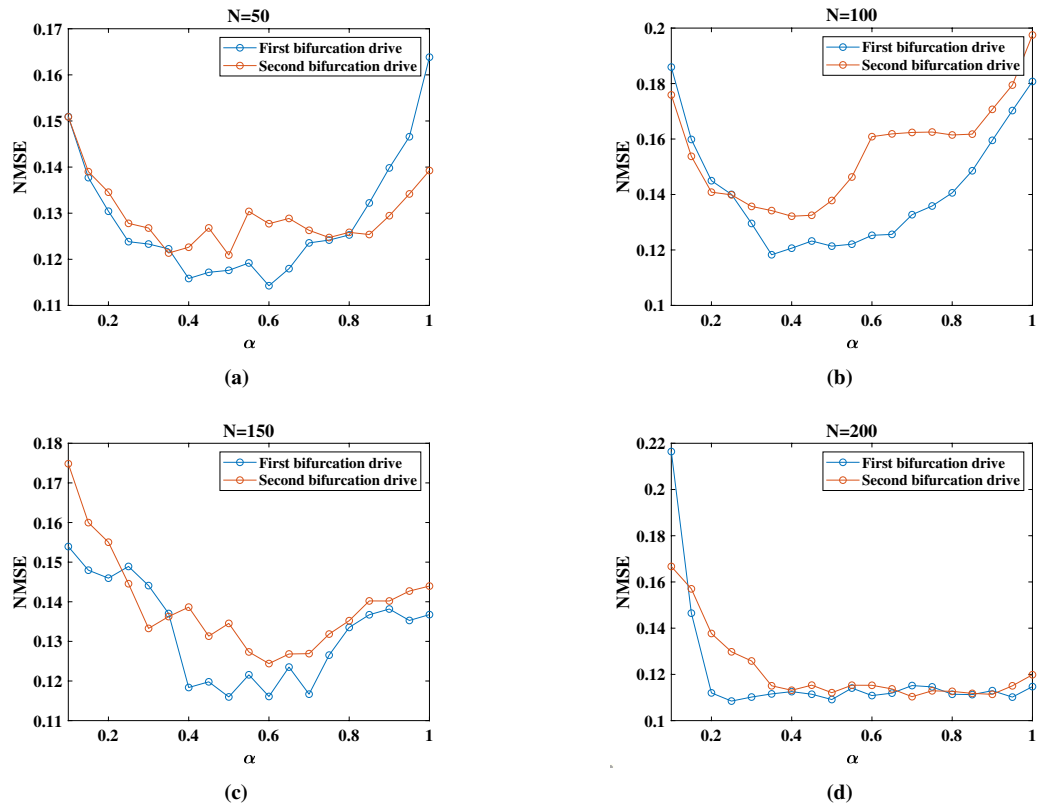 N=50
0.17
0.16
0.15
0.14
0.13
0.12
0.11
NMSE
First bifurcation drive
Second bifurcation drive
0.2 0.4 0.6 0.8 1
α
(a)
N=100
0.2
0.18
0.16
0.14
0.12
0.1
NMSE
First bifurcation drive
Second bifurcation drive
0.2 0.4 0.6 0.8 1
α
(b)
N=150
0.18
0.17
0.16
0.15
0.14
0.13
0.12
0.11
NMSE
First bifurcation drive
Second bifurcation drive
0.2 0.4 0.6 0.8 1
α
(c)
N=200
0.22
0.2
0.18
0.16
0.14
0.12
0.1
NMSE
First bifurcation drive
Second bifurcation drive
0.2 0.4 0.6 0.8 1
α
(d)